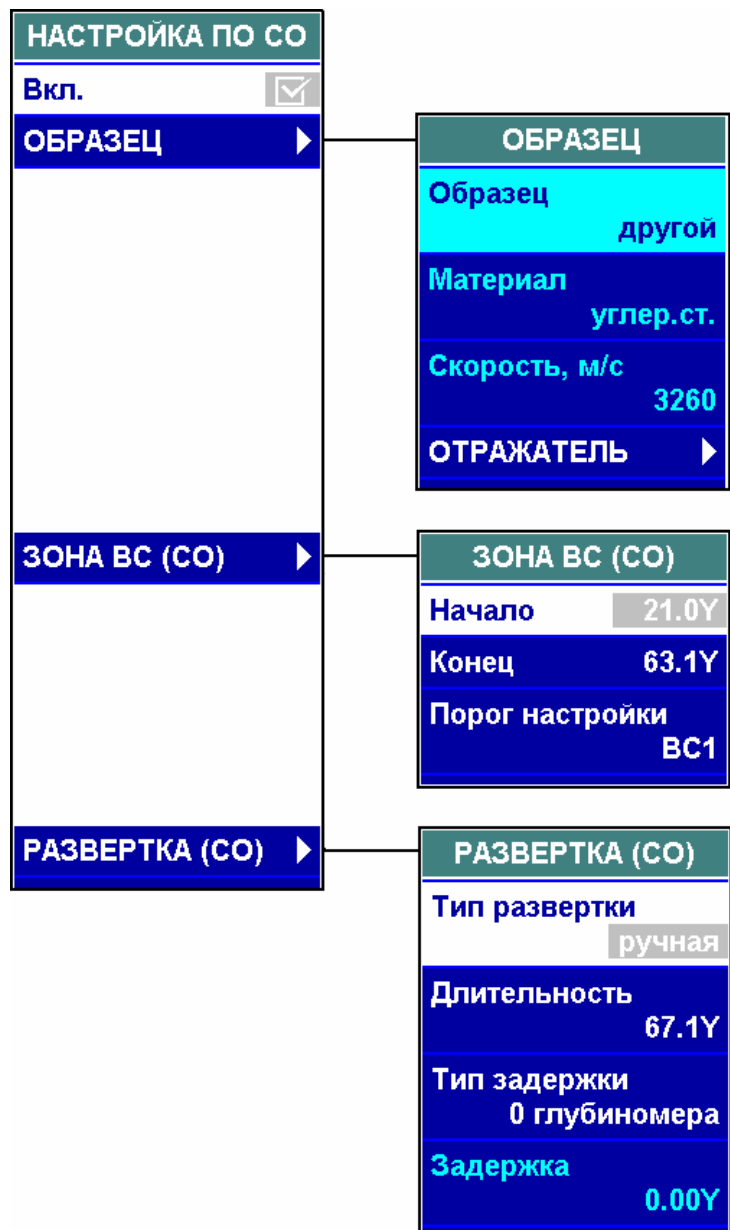 НАСТРОЙКА ПО СО
Вкл.
ОБРАЗЕЦ
ОБРАЗЕЦ
Образец
другой
Материал
углер.ст.
Скорость, м/с
3260
ОТРАЖАТЕЛЬ
ЗОНА ВС (СО)
ЗОНА ВС (СО)
Начало 21.0Y
Конец 63.1Y
Порог настройки
ВС1
РАЗВЕРТКА (СО)
РАЗВЕРТКА (СО)
Тип развертки
ручная
Длительность
67.1Y
Тип задержки
0 глубиномера
Задержка
0.00Y